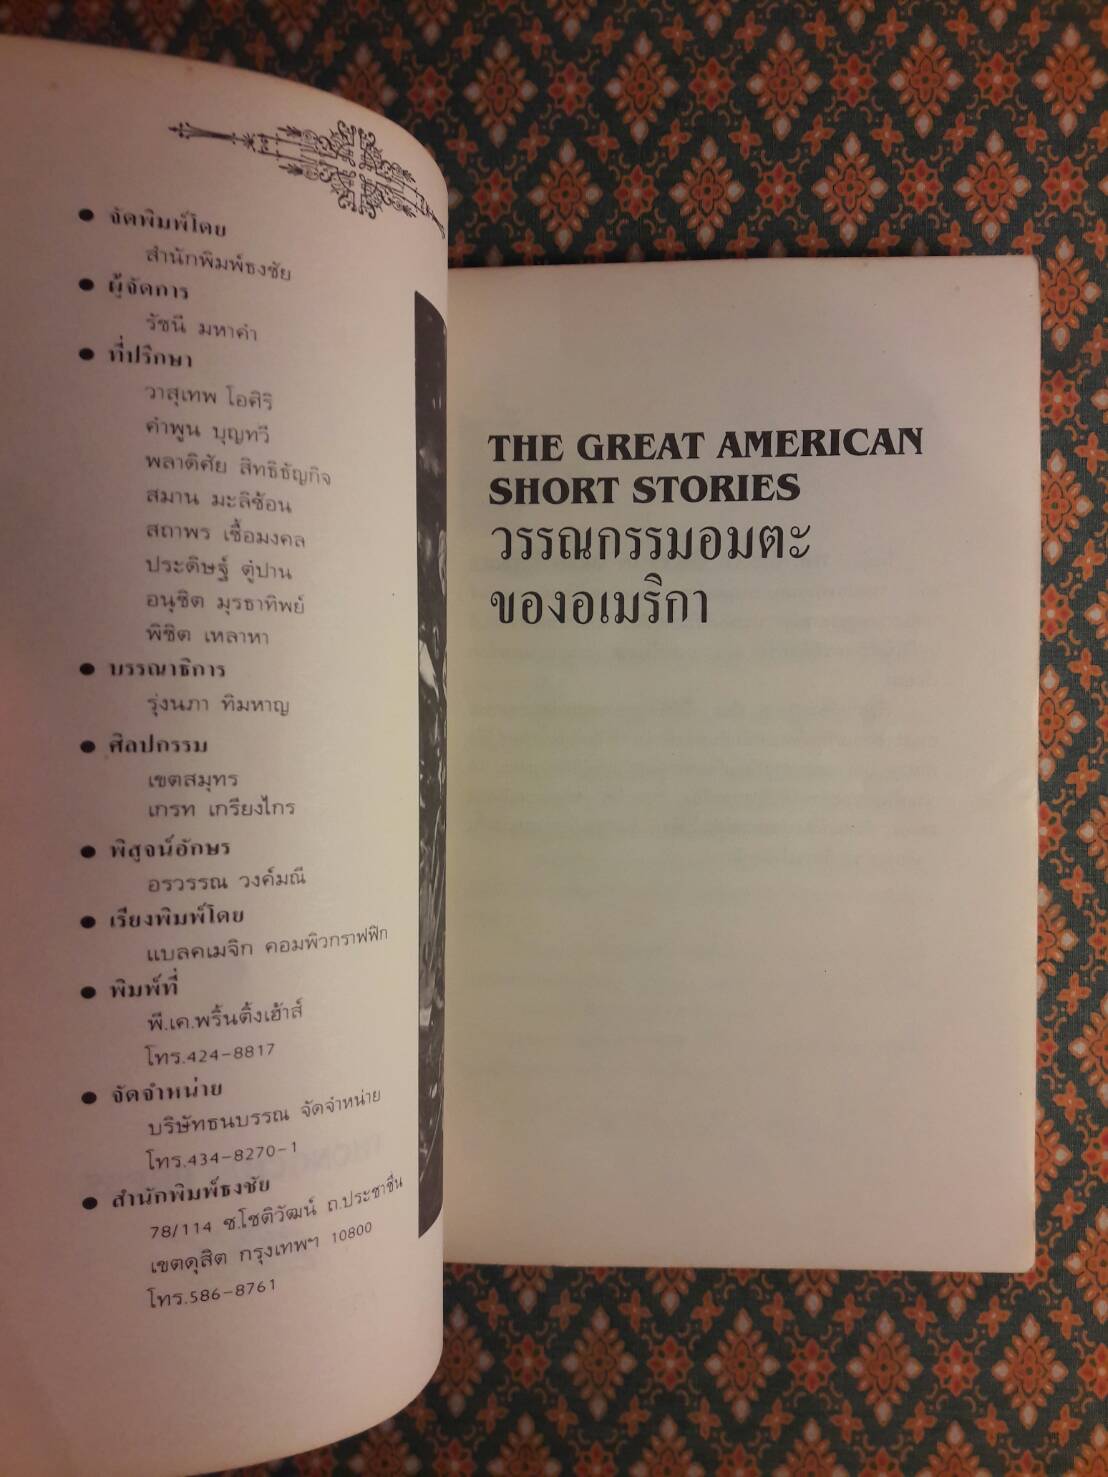 ● จัดพิมพ์โดย
สำนักพิมพ์ธงชัย
● ผู้จัดการ
รัชนี มหาคำ
● ที่ปรึกษา
วาสุเทพ โอศิริ
คำพูน บุญทวี
พลาดิศัย สิทธิธัญกิจ
สมาน มะลิซ้อน
สถาพร เชื้อมงคล
ประดิษฐ์ ตู่ปาน
อนุชิต มุรธาทิพย์
พิชิต เหลาหา
● บรรณาธิการ
รุ่งนภา ทิมหาญ
● ศิลปกรรม
เขตสมุทร
เกรท เกรียงไกร
● พิสูจน์อักษร
อรวรรณ วงค์มณี
● เรียงพิมพ์โดย
แบลคเมจิก คอมพิวกราฟฟิก
● พิมพ์ที่
พี.เค.พริ้นติ้งเฮ้าส์
โทร.424-8817
● จัดจำหน่าย
บริษัทธนบรรณ จัดจำหน่าย
โทร.434-8270-1
● สำนักพิมพ์ธงชัย
78/114 ซ.โชติวัฒน์ ถ.ประชาชื่น
เขตดุสิต กรุงเทพฯ 10800
โทร.586-8761
THE GREAT AMERICAN
SHORT STORIES
วรรณกรรมอมตะ
ของอเมริกา